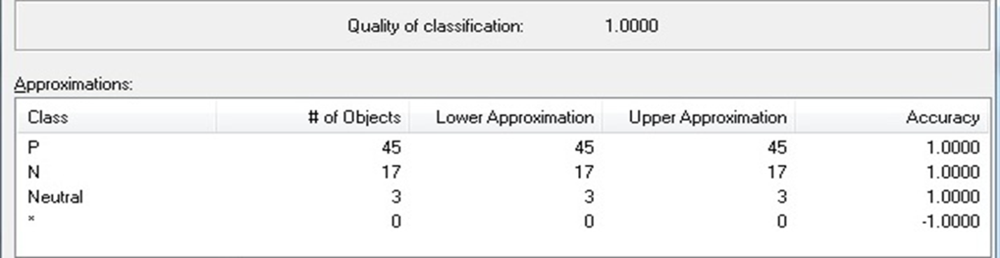 Quality of classification: 1.0000
Approximations:
Class # of Objects Lower Approximation Upper Approximation Accuracy
P 45 45 45 1.0000
N 17 17 17 1.0000
Neutral 3 3 3 1.0000
* 0 0 0 -1.0000